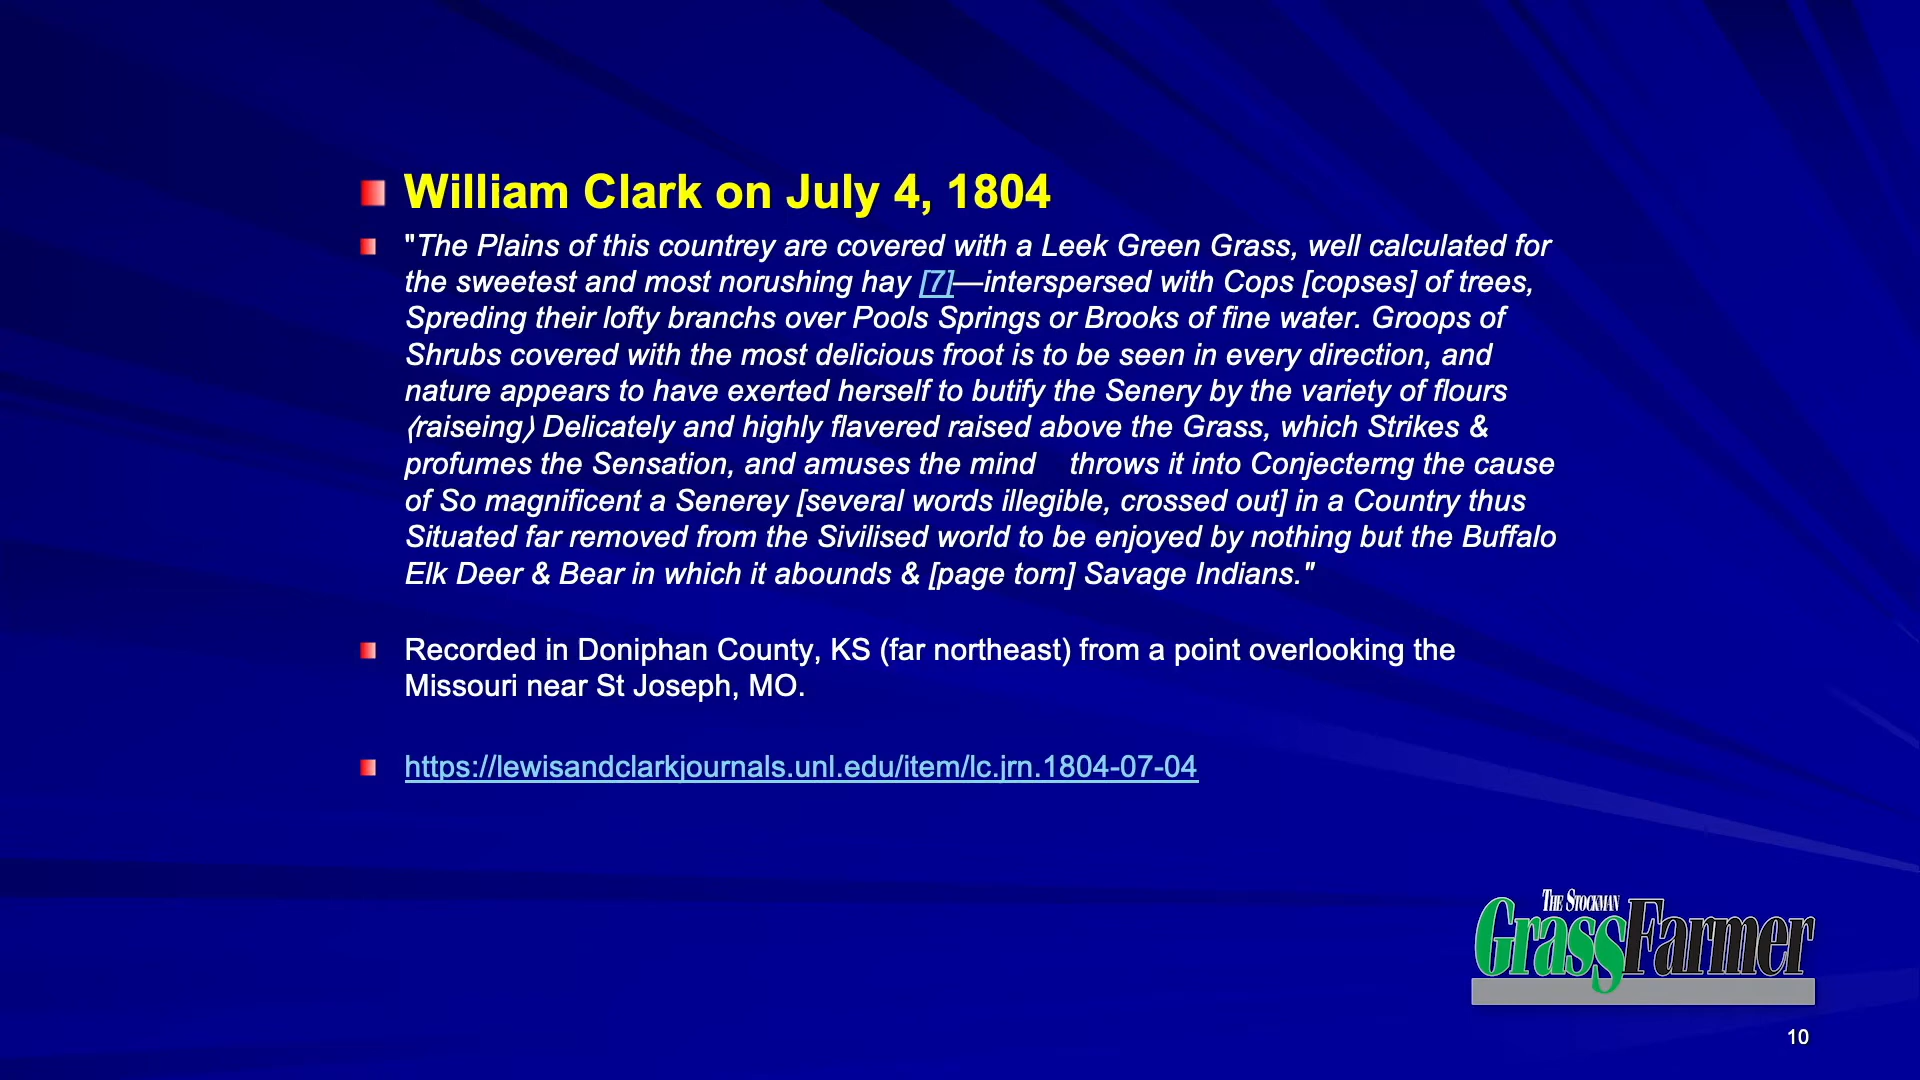 William Clark on July 4, 1804
"The Plains of this countrey are covered with a Leek Green Grass, well calculated for
the sweetest and most norushing hay [7]—interspersed with Cops [copses] of trees,
Spreding their lofty branchs over Pools Springs or Brooks of fine water. Groops of
Shrubs covered with the most delicious froot is to be seen in every direction, and
nature appears to have exerted herself to butify the Senery by the variety of flours
⟨raiseing⟩ Delicately and highly flavered raised above the Grass, which Strikes &
profumes the Sensation, and amuses the mind    throws it into Conjecterng the cause
of So magnificent a Senerey [several words illegible, crossed out] in a Country thus
Situated far removed from the Sivilised world to be enjoyed by nothing but the Buffalo
Elk Deer & Bear in which it abounds & [page torn] Savage Indians."
Recorded in Doniphan County, KS (far northeast) from a point overlooking the
Missouri near St Joseph, MO.
https://lewisandclarkjournals.unl.edu/item/lc.jrn.1804-07-04
THE STOCKMAN
GrassFarmer
10